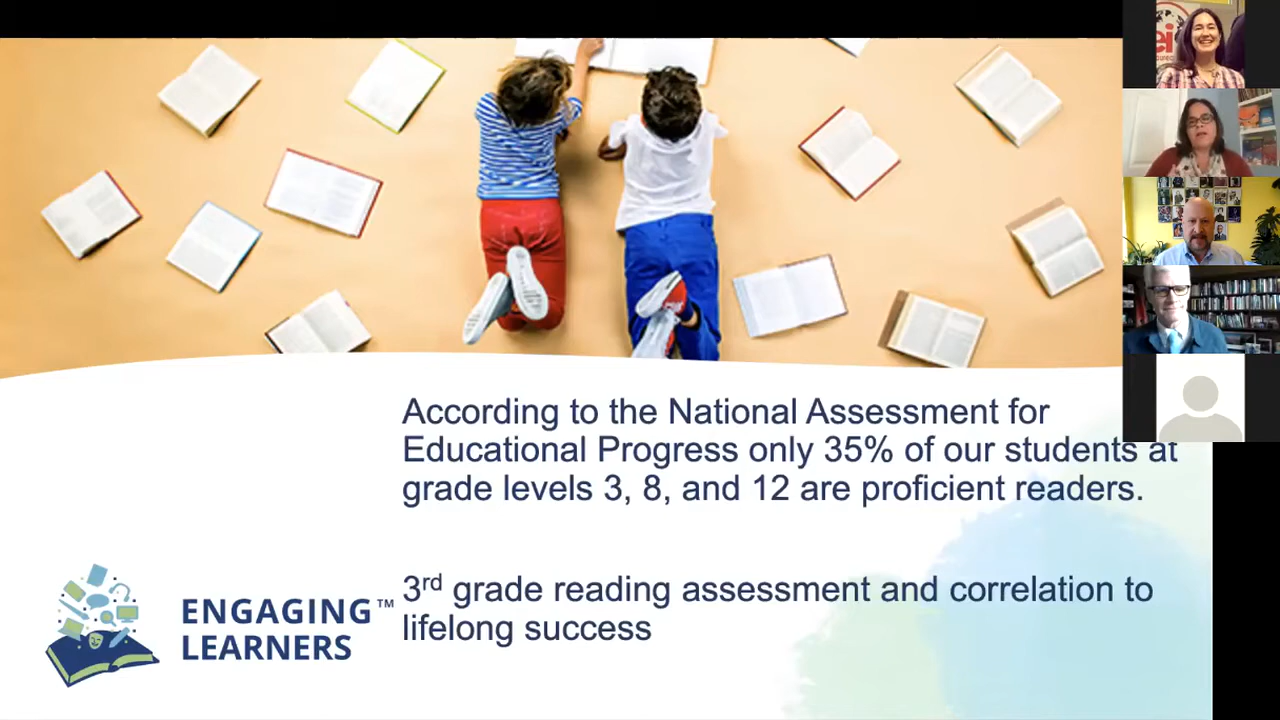 According to the National Assessment for
Educational Progress only 35% of our students at
grade levels 3, 8, and 12 are proficient readers.
3rd grade reading assessment and correlation to
lifelong success
ENGAGING™
LEARNERS
ei